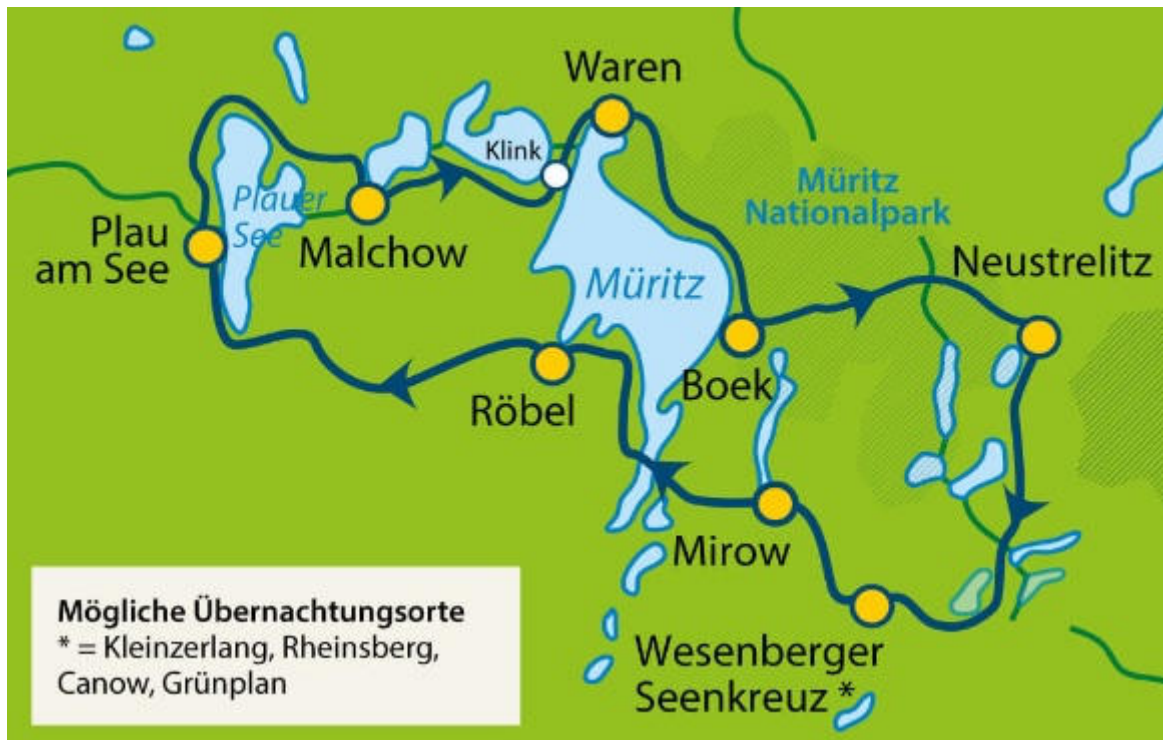 Waren
Klink
Müritz
Nationalpark
Plauer
See
Plau
am See
Malchow
Neustrelitz
Müritz
Boek
Röbel
Mirow
Wesenberger
Seenkreuz *
Mögliche Übernachtungsorte
* = Kleinzerlang, Rheinsberg,
Canow, Grünplan